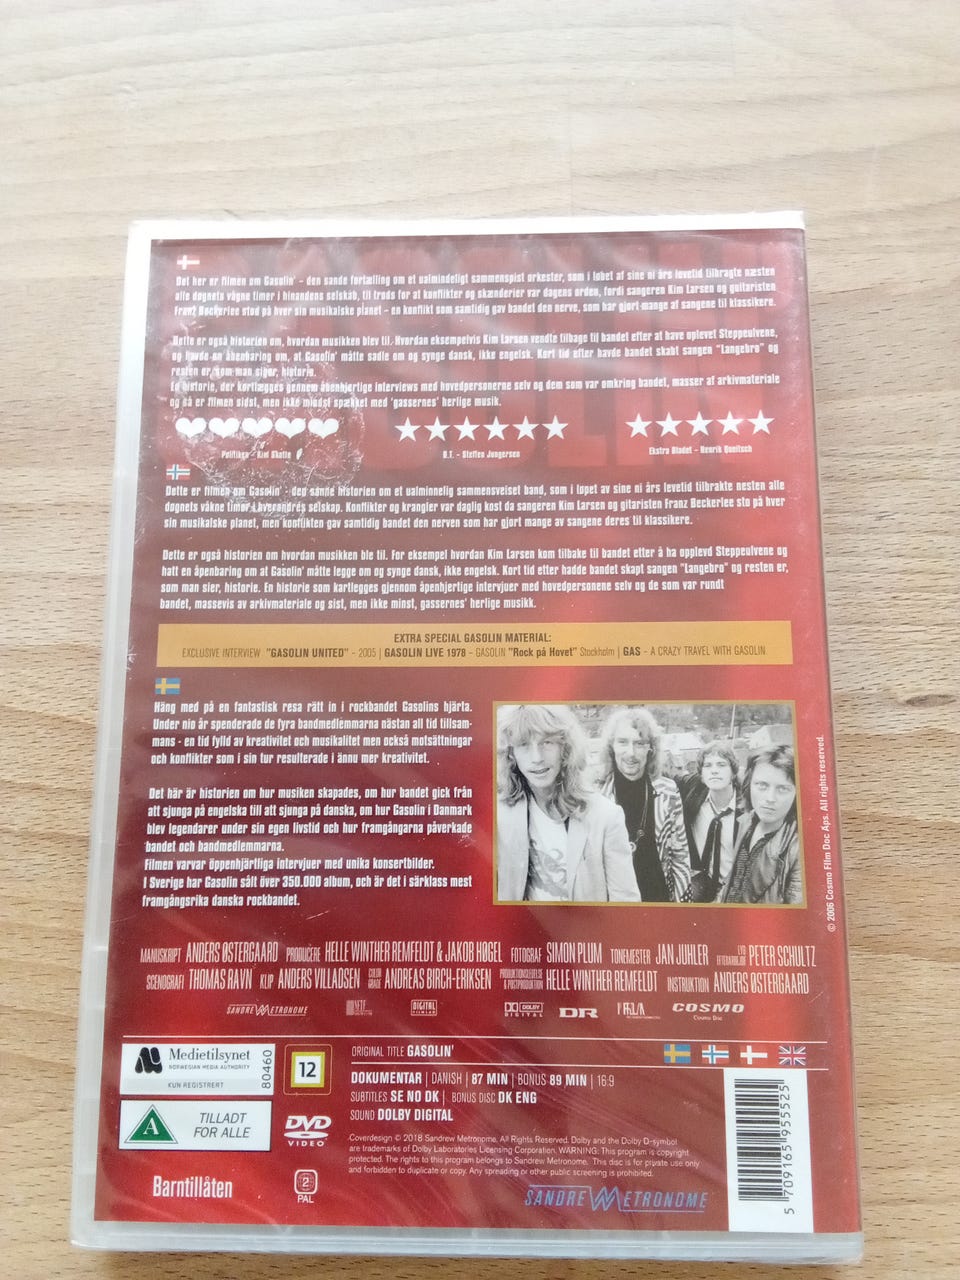 GASOLIN'
Det her er filmen om Gasolin' - den sande fortælling om et ualmindeligt sammenspist orkester, som i løbet af sine ni års levetid tilbragte næsten
alle døgnets vågne timer i hinandens selskab, til trods for at konflikter og skænderier var dagens orden, fordi sangeren Kim Larsen og guitaristen
Franz Beckerlee stod på hver sin musikalske planet - en konflikt som samtidig gav bandet den nerve, som har gjort mange af sangene til klassikere.
Dette er også historien om, hvordan musikken blev til. Hvordan eksempelvis Kim Larsen vendte tilbage til bandet efter at have oplevet Steppeulvene,
og havde en åbenbaring om, at Gasolin' måtte sadle om og synge dansk, ikke engelsk. Kort tid efter havde bandet skabt sangen "Langebro" og
resten er, som man siger, historie.
En historie, der kortlægges gennem åbenhjertige interviews med hovedpersonerne selv og dem som var omkring bandet, masser af arkivmateriale
og så er filmen sidst, men ikke mindst spækket med 'gassernes' herlige musik.
Politiken - Kim Skotte
B.T. - Steffen Jungersen
Ekstra Bladet - Henrik Queitsch
Dette er filmen om Gasolin' - den sanne historien om et ualminnelig sammensveiset band, som i løpet av sine ni års levetid tilbrakte nesten alle
døgnets våkne timer i hverandres selskap. Konflikter og krangler var daglig kost da sangeren Kim Larsen og gitaristen Franz Beckerlee sto på hver
sin musikalske planet, men konflikten gav samtidig bandet den nerven som har gjort mange av sangene deres til klassikere.
Dette er også historien om hvordan musikken ble til. For eksempel hvordan Kim Larsen kom tilbake til bandet efter å ha opplevd Steppeulvene og
hatt en åpenbaring om at Gasolin' måtte legge om og synge dansk, ikke engelsk. Kort tid efter hadde bandet skapt sangen "Langebro" og resten er,
som man sier, historie. En historie som kartlegges gjennom åpenhjertige intervjuer med hovedpersonene selv og de som var rundt
bandet, massevis av arkivmateriale og sist, men ikke minst, gassernes' herlige musikk.
EXTRA SPECIAL GASOLIN MATERIAL:
EXCLUSIVE INTERVIEW "GASOLIN UNITED" - 2005 | GASOLIN LIVE 1978 - GASOLIN "Rock på Hovet" Stockholm | GAS - A CRAZY TRAVEL WITH GASOLIN
Häng med på en fantastisk resa rätt in i rockbandet Gasolins hjärta.
Under nio år spenderade de fyra bandmedlemmarna nästan all tid tillsam-
mans - en tid fylld av kreativitet och musikalitet men också motsättningar
och konflikter som i sin tur resulterade i ännu mer kreativitet.
Det här är historien om hur musiken skapades, om hur bandet gick från
att sjunga på engelska till att sjunga på danska, om hur Gasolin i Danmark
blev legendarer under sin egen livstid och hur framgångarna påverkade
bandet och bandmedlemmarna.
Filmen varvar öppenhjärtliga intervjuer med unika konsertbilder.
I Sverige har Gasolin sålt över 350.000 album, och är det i särklass mest
framgångsrika danska rockbandet.
© 2006 Cosmo Film Doc Aps. All rights reserved.
MANUSKRIPT ANDERS ØSTERGAARD PRODUCERE HELLE WINTHER REMFELDT & JAKOB HØGEL FOTOGRAF SIMON PLUM TONEMESTER JAN JUHLER LYD EFTERARBEJDE PETER SCHULTZ
SCENOGRAFI THOMAS RAVN KLIP ANDERS VILLADSEN COLOR GRADE ANDREAS BIRCH-ERIKSEN PRODUKTIONSLEDELSE & POSTPRODUKTION HELLE WINTHER REMFELDT INSTRUKTION ANDERS ØSTERGAARD
SANDREW METRONOME DIGITAL FILMLAB DOLBY DIGITAL DR COSMO
Cosmo Doc
Medietilsynet
NORWEGIAN MEDIA AUTHORITY
KUN REGISTRERT
80460
12
ORIGINAL TITLE GASOLIN'
DOKUMENTAR | DANISH | 87 MIN | BONUS 89 MIN | 16:9
SUBTITLES SE NO DK | BONUS DISC DK ENG
SOUND DOLBY DIGITAL
A
TILLADT
FOR ALLE
DVD
VIDEO
Coverdesign © 2018 Sandrew Metronome. All Rights Reserved. Dolby and the Dolby D-symbol
are trademarks of Dolby Laboratories Licensing Corporation. WARNING: This program is copyright
protected. The rights to this program belongs to Sandrew Metronome. This disc is for private use only
and forbidden to duplicate or copy. Any spreading or other public screening is prohibited.
Barntillåten
2
PAL
SANDREW METRONOME
5 709165 955525